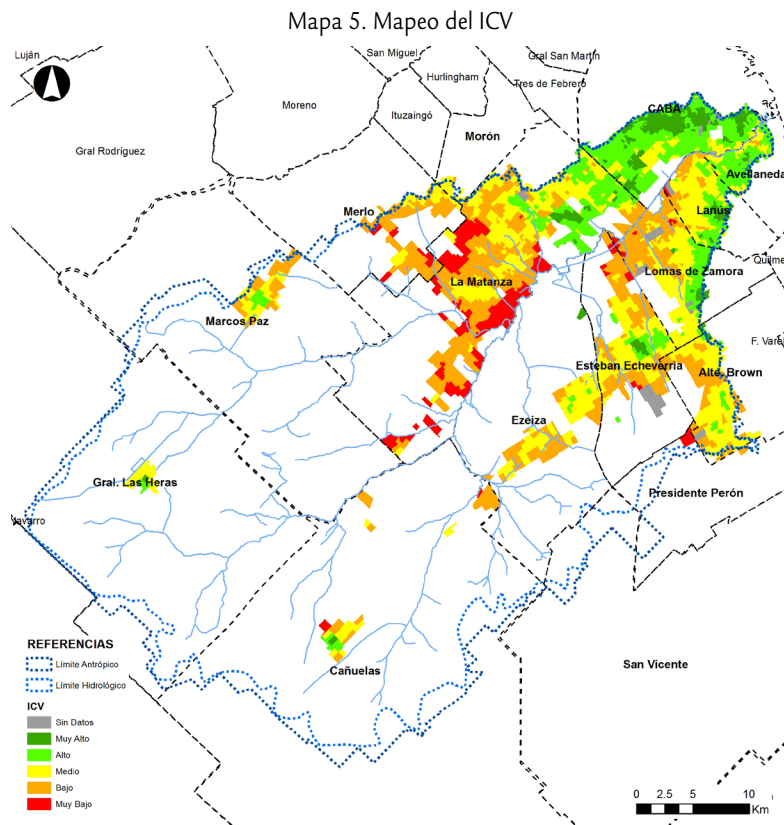 Mapa 5. Mapeo del ICV
Luján
San Miguel
Gral San Martín
Hurlingham
Tres de Febrero
Moreno
Ituzaingó
CABA
Morón
Gral Rodríguez
Avellaneda
Merlo
Lanús
Lomas de Zamora
Quilme
La Matanza
Marcos Paz
F. Varel
Esteban Echeverría
Alte. Brown
Ezeiza
Gral. Las Heras
Presidente Perón
Navarro
San Vicente
Cañuelas
REFERENCIAS
Límite Antrópico
Límite Hidrológico
ICV
Sin Datos
Muy Alto
Alto
Medio
Bajo
Muy Bajo
0 2.5 5 10
Km